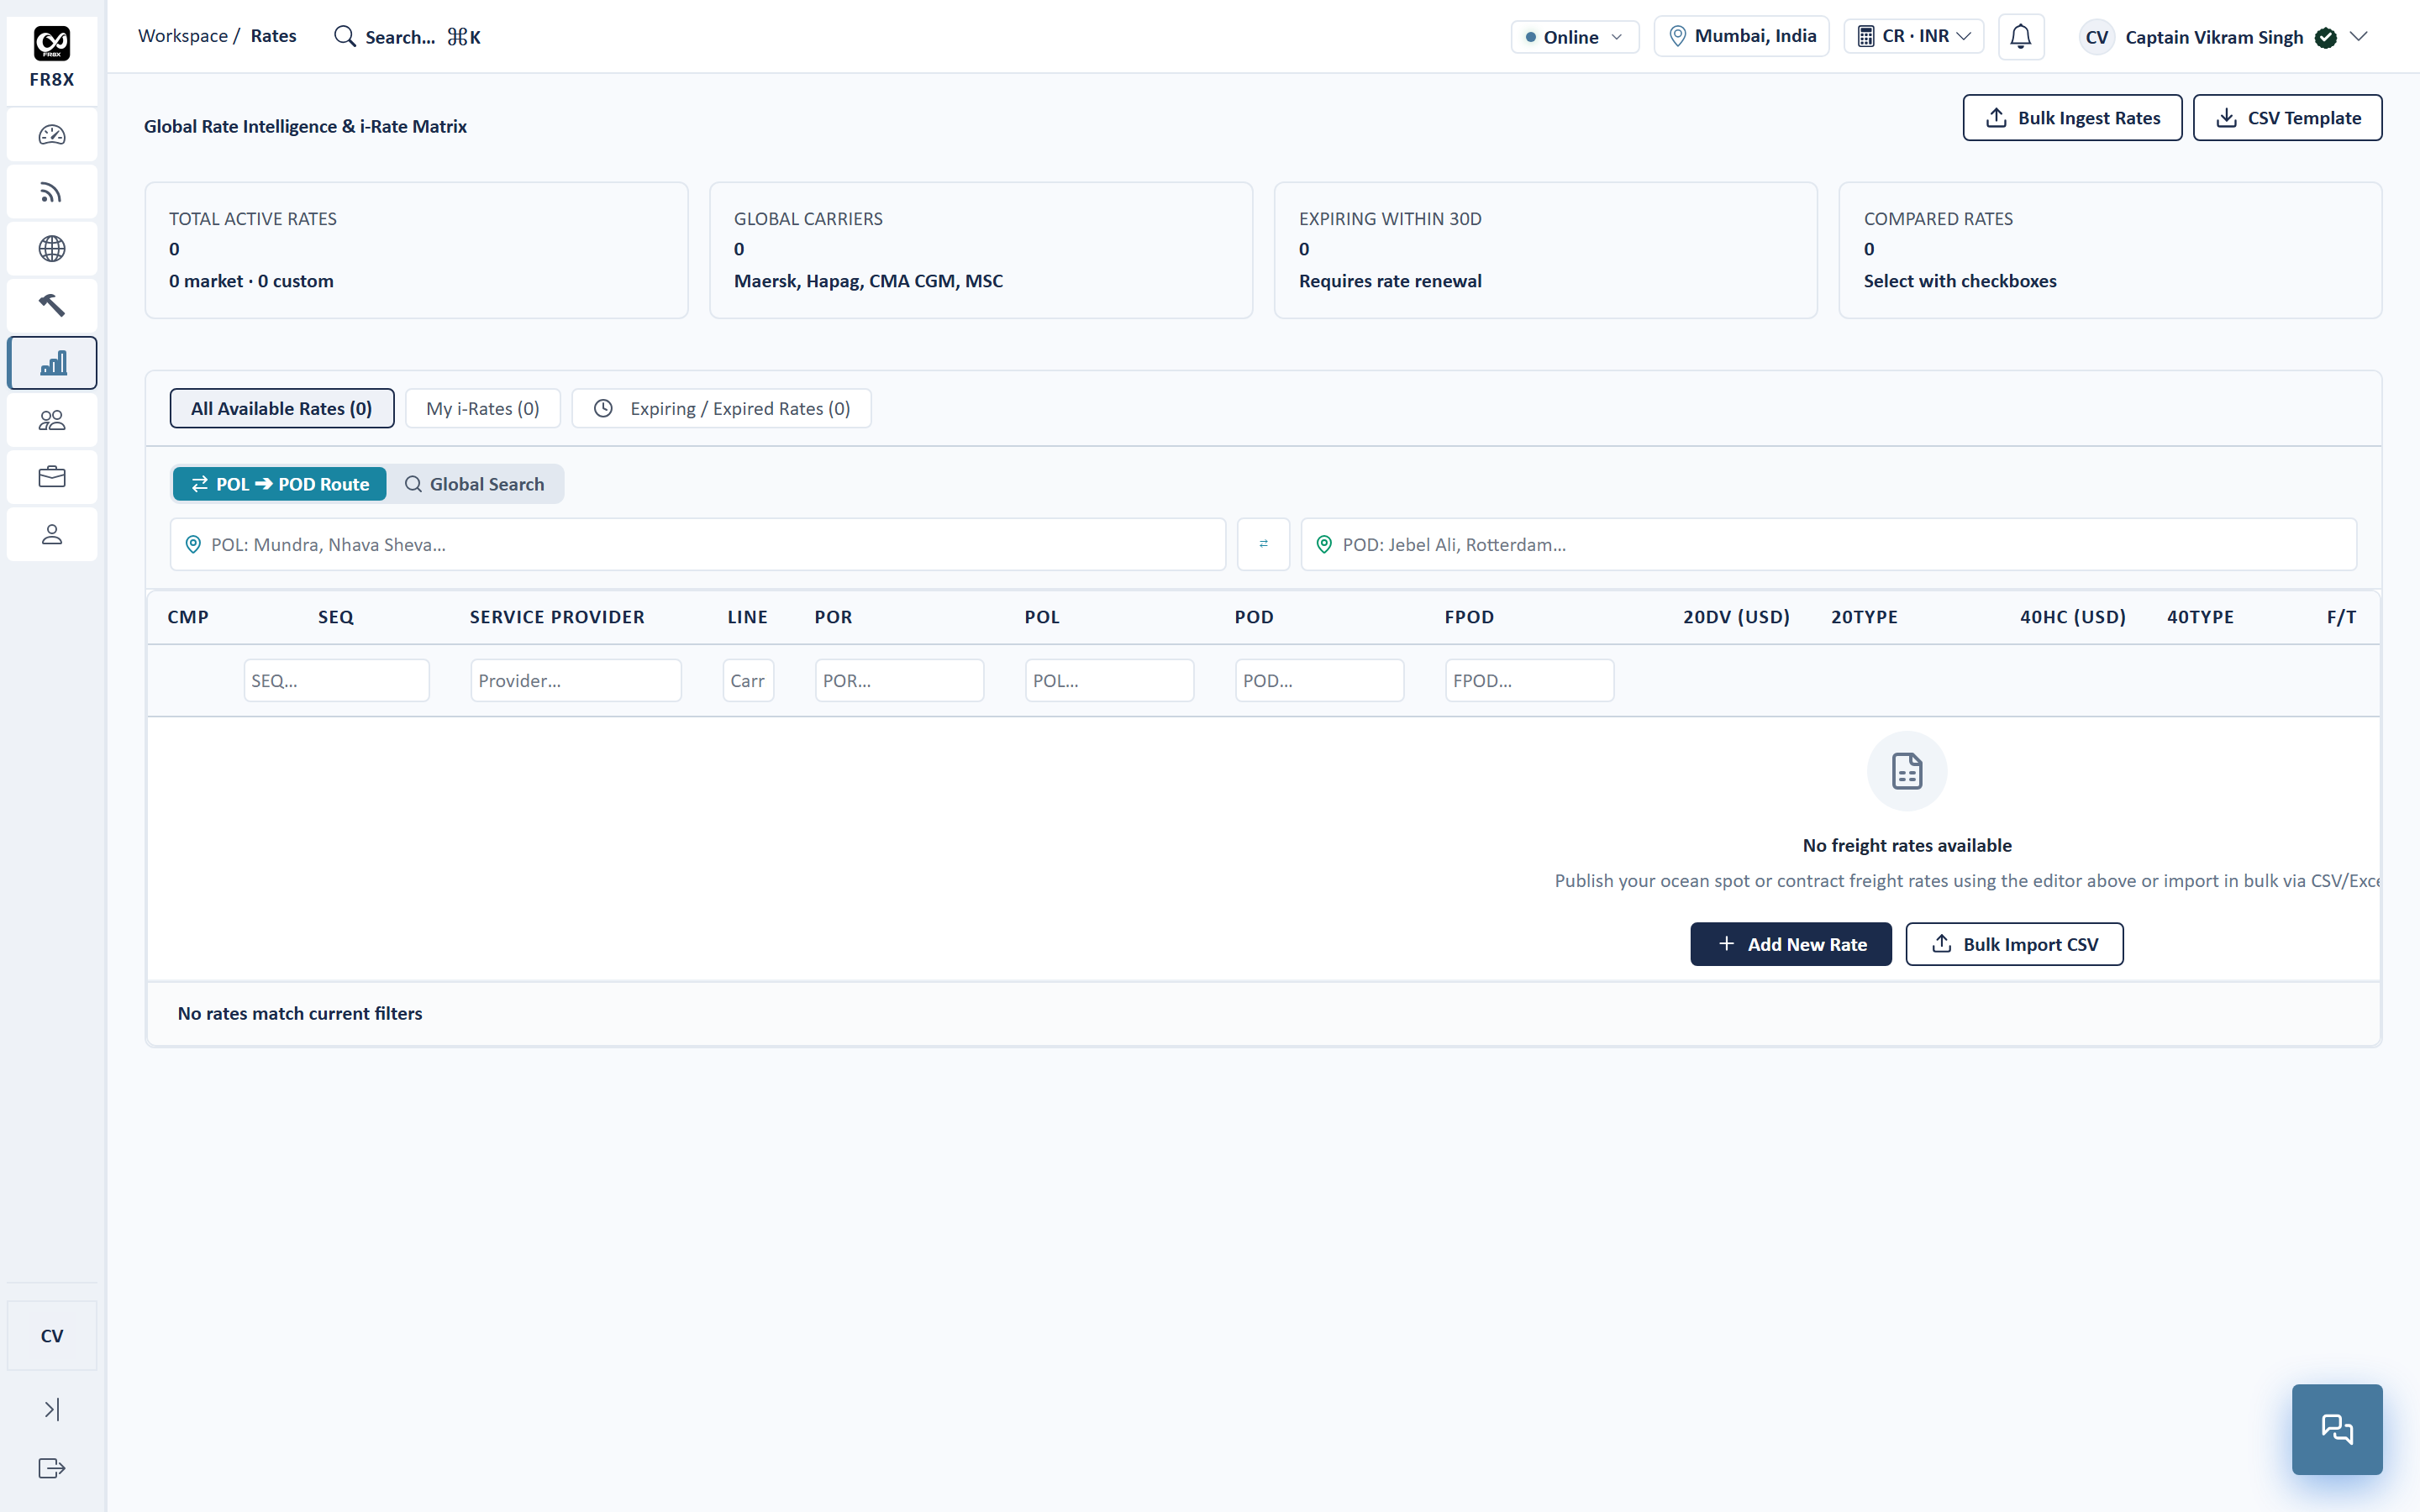 FR8X
FR8X
Workspace / Rates
Search... ⌘K
Online
Mumbai, India
CR · INR
CV
Captain Vikram Singh
Global Rate Intelligence & i-Rate Matrix
Bulk Ingest Rates
CSV Template
TOTAL ACTIVE RATES
0
0 market · 0 custom
GLOBAL CARRIERS
0
Maersk, Hapag, CMA CGM, MSC
EXPIRING WITHIN 30D
0
Requires rate renewal
COMPARED RATES
0
Select with checkboxes
All Available Rates (0)
My i-Rates (0)
Expiring / Expired Rates (0)
POL ➔ POD Route
Global Search
POL: Mundra, Nhava Sheva...
POD: Jebel Ali, Rotterdam...
CMP SEQ SERVICE PROVIDER LINE POR POL POD FPOD 20DV (USD) 20TYPE 40HC (USD) 40TYPE F/T
SEQ... Provider... Carr POR... POL... POD... FPOD...
No freight rates available
Publish your ocean spot or contract freight rates using the editor above or import in bulk via CSV/Exce
Add New Rate
Bulk Import CSV
No rates match current filters
CV